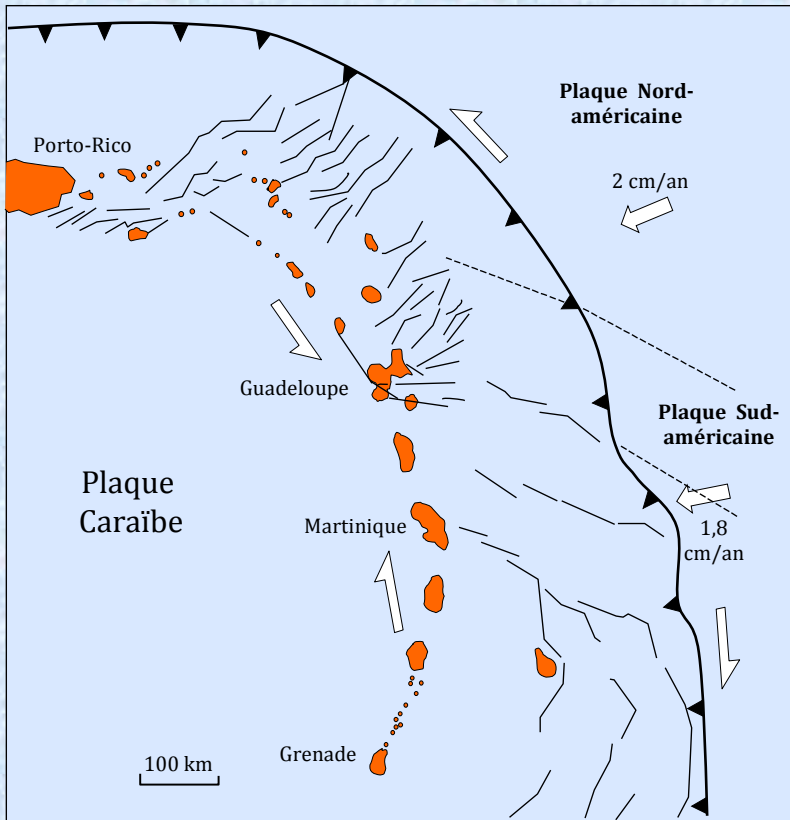 Plaque Nord-
américaine
Porto-Rico
2 cm/an
Guadeloupe
Plaque Sud-
américaine
Plaque
Caraïbe
Martinique
1,8
cm/an
Grenade
100 km